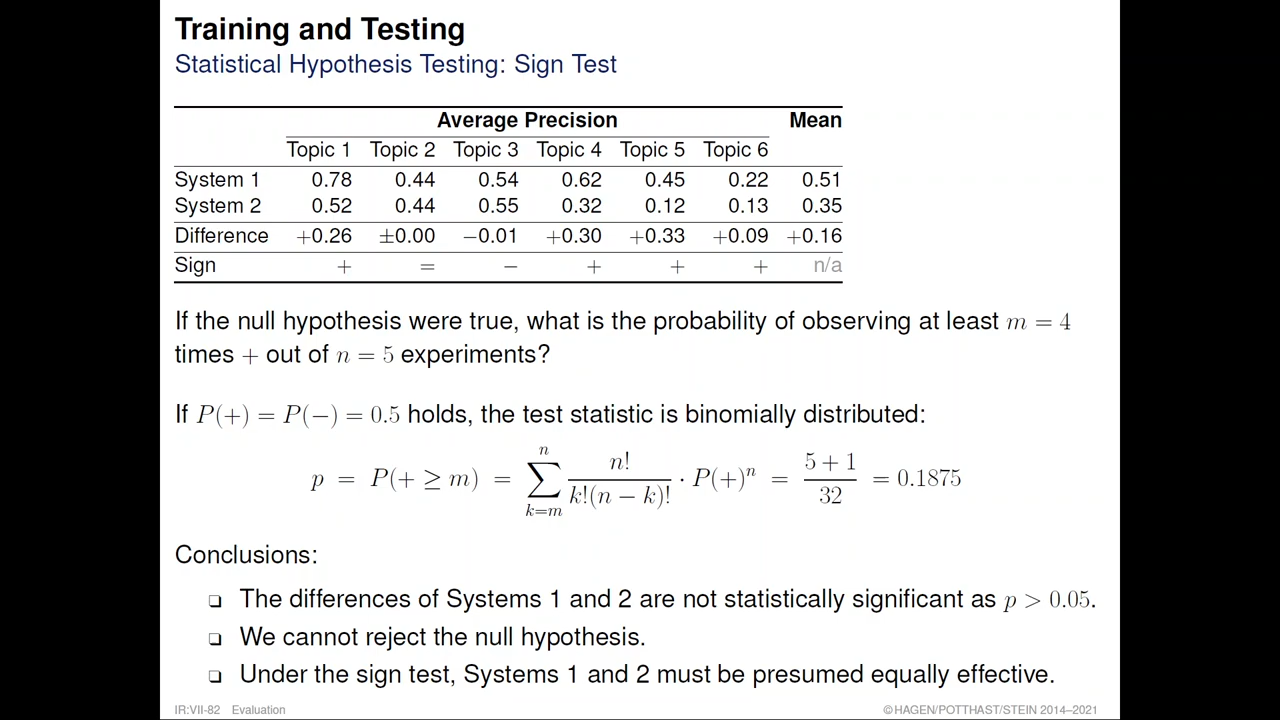 Training and Testing
Statistical Hypothesis Testing: Sign Test
Average Precision Mean
Topic 1 Topic 2 Topic 3 Topic 4 Topic 5 Topic 6
System 1 0.78 0.44 0.54 0.62 0.45 0.22 0.51
System 2 0.52 0.44 0.55 0.32 0.12 0.13 0.35
Difference +0.26 ±0.00 −0.01 +0.30 +0.33 +0.09 +0.16
Sign + = − + + + n/a
If the null hypothesis were true, what is the probability of observing at least m = 4
times + out of n = 5 experiments?
If P(+) = P(−) = 0.5 holds, the test statistic is binomially distributed:
p = P(+ ≥ m) = ∑_{k=m}^{n} n!/(k!(n − k)!) · P(+)^n = (5 + 1)/32 = 0.1875
Conclusions:
❏ The differences of Systems 1 and 2 are not statistically significant as p > 0.05.
❏ We cannot reject the null hypothesis.
❏ Under the sign test, Systems 1 and 2 must be presumed equally effective.
IR:VII-82 Evaluation ©HAGEN/POTTHAST/STEIN 2014–2021